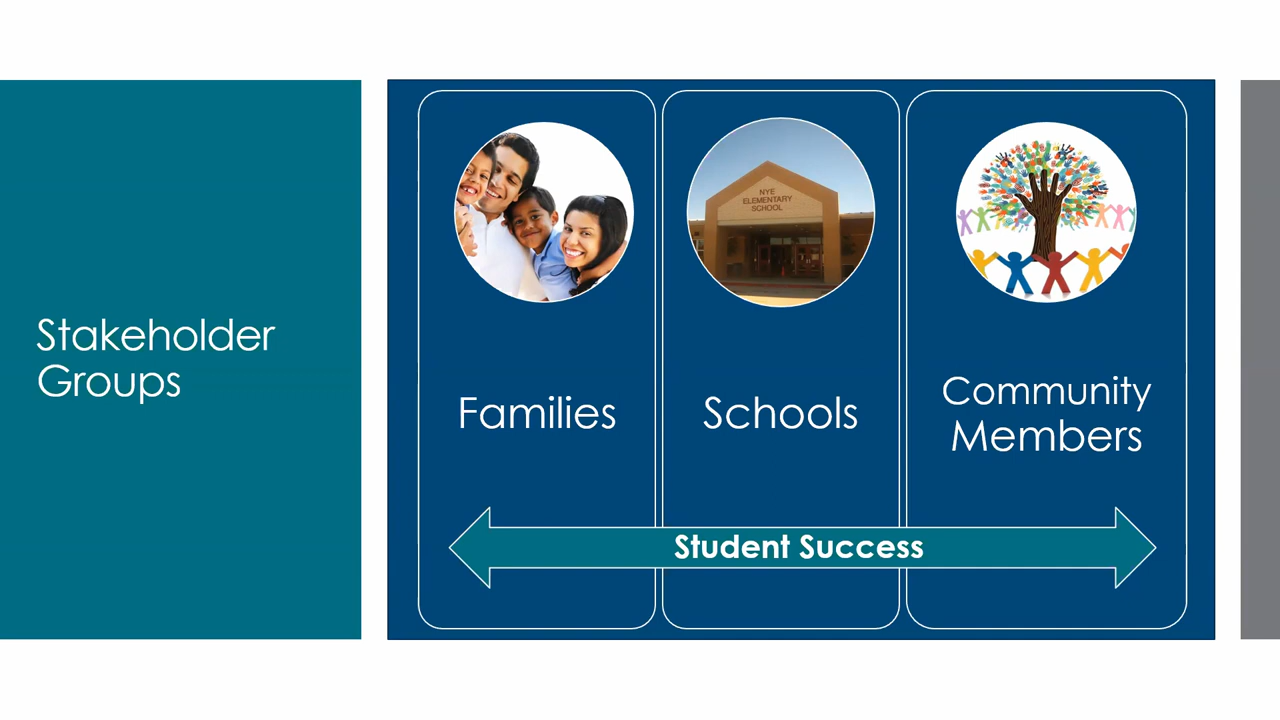 Stakeholder
Groups
NYE
ELEMENTARY
SCHOOL
Families
Schools
Community
Members
Student Success